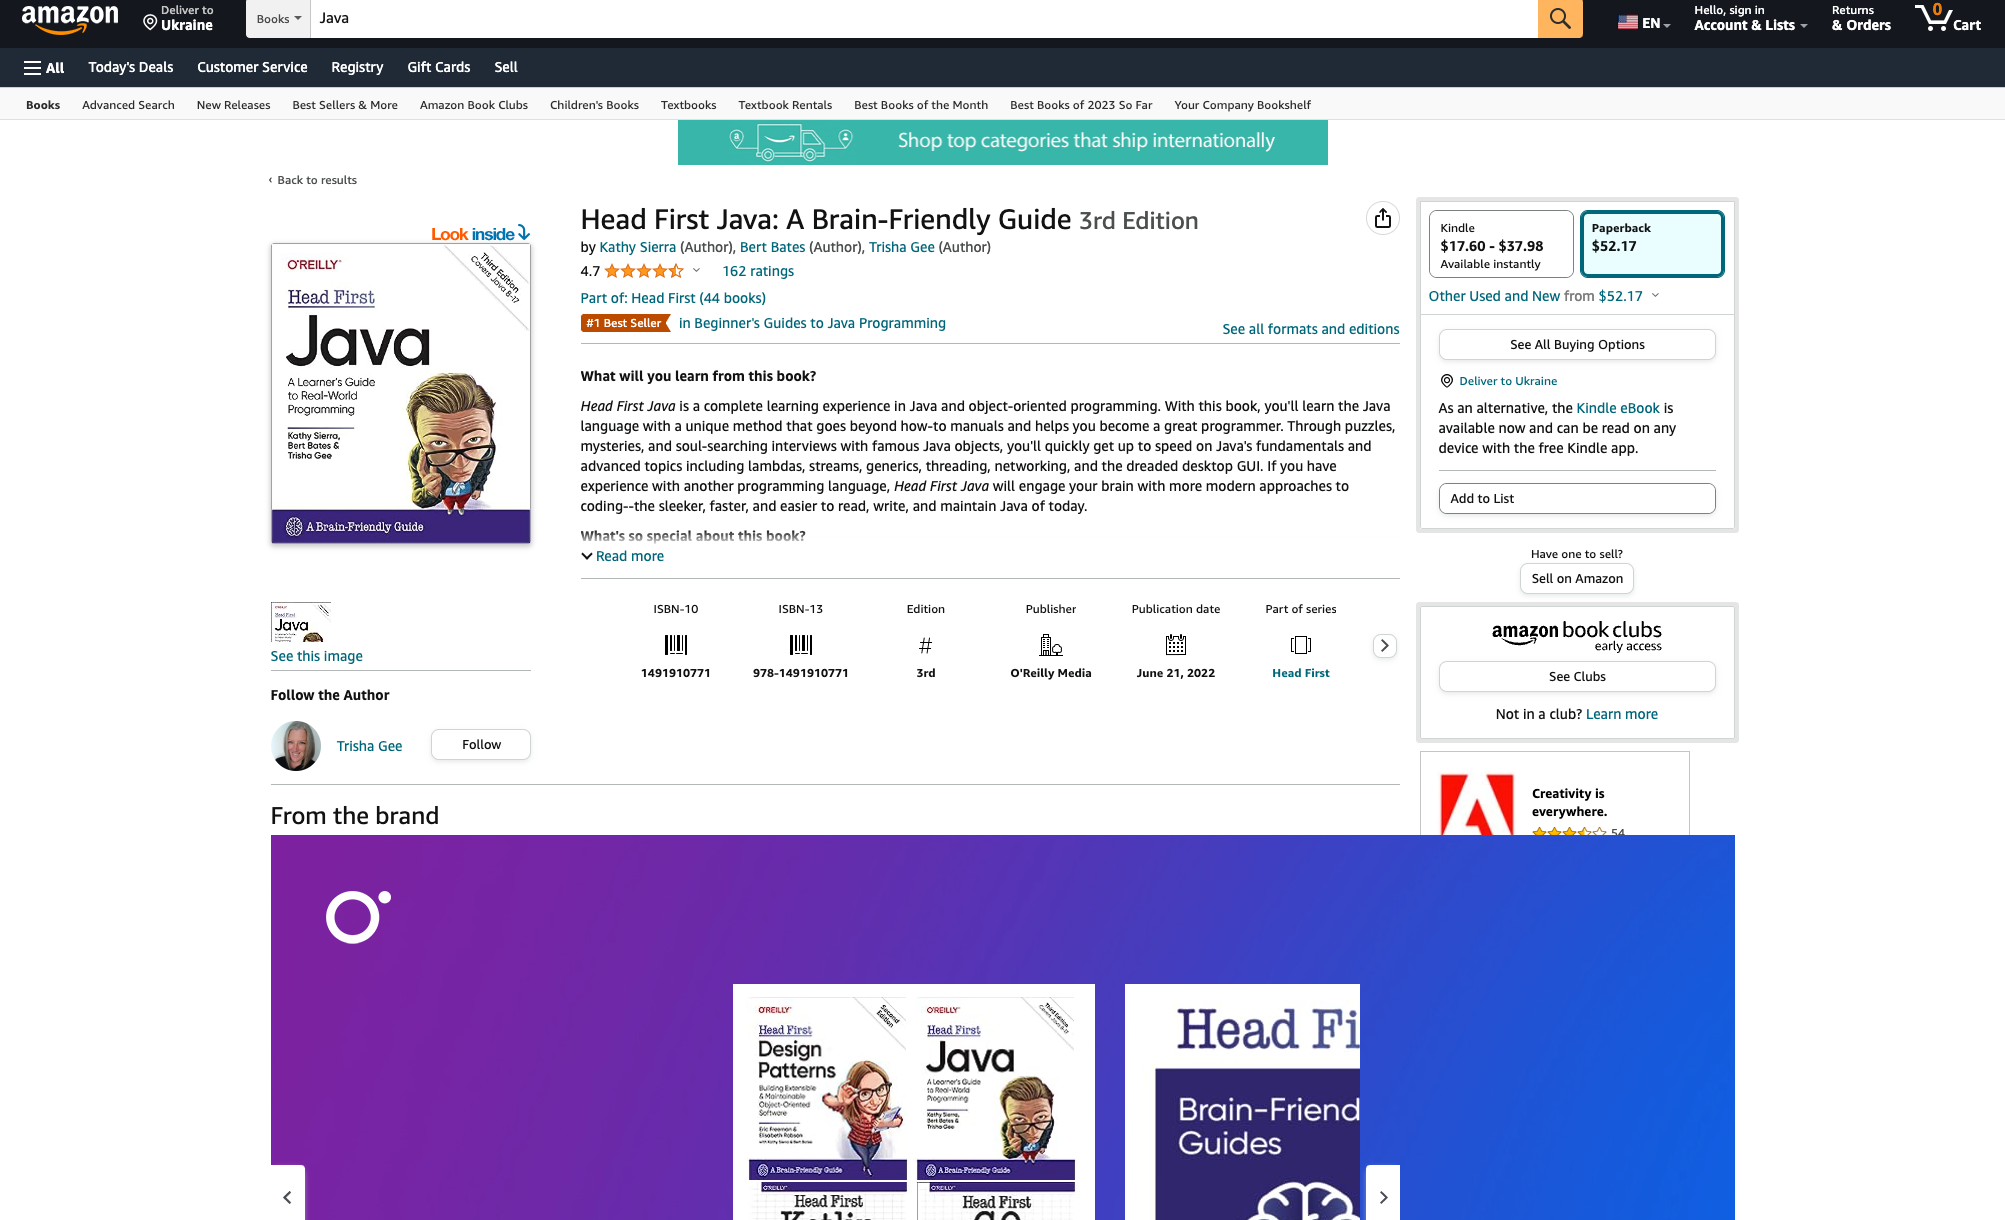 amazon
Deliver to
Ukraine
Books
Java
EN
Hello, sign in
Account & Lists
Returns
& Orders
0
Cart
All
Today's Deals
Customer Service
Registry
Gift Cards
Sell
Books
Advanced Search
New Releases
Best Sellers & More
Amazon Book Clubs
Children's Books
Textbooks
Textbook Rentals
Best Books of the Month
Best Books of 2023 So Far
Your Company Bookshelf
Shop top categories that ship internationally
‹ Back to results
Look inside
O'REILLY
Third Edition
Covers Java 8-17
Head First
Java
A Learner's Guide
to Real-World
Programming
Kathy Sierra,
Bert Bates &
Trisha Gee
A Brain-Friendly Guide
See this image
Follow the Author
Trisha Gee
Follow
Head First Java: A Brain-Friendly Guide 3rd Edition
by Kathy Sierra (Author), Bert Bates (Author), Trisha Gee (Author)
4.7
162 ratings
Part of: Head First (44 books)
#1 Best Seller in Beginner's Guides to Java Programming
See all formats and editions
What will you learn from this book?
Head First Java is a complete learning experience in Java and object-oriented programming. With this book, you'll learn the Java
language with a unique method that goes beyond how-to manuals and helps you become a great programmer. Through puzzles,
mysteries, and soul-searching interviews with famous Java objects, you'll quickly get up to speed on Java's fundamentals and
advanced topics including lambdas, streams, generics, threading, networking, and the dreaded desktop GUI. If you have
experience with another programming language, Head First Java will engage your brain with more modern approaches to
coding--the sleeker, faster, and easier to read, write, and maintain Java of today.
What's so special about this book?
Read more
ISBN-10
1491910771
ISBN-13
978-1491910771
Edition
#
3rd
Publisher
O'Reilly Media
Publication date
June 21, 2022
Part of series
Head First
Kindle
$17.60 - $37.98
Available instantly
Paperback
$52.17
Other Used and New from $52.17
See All Buying Options
Deliver to Ukraine
As an alternative, the Kindle eBook is
available now and can be read on any
device with the free Kindle app.
Add to List
Have one to sell?
Sell on Amazon
amazon book clubs
early access
See Clubs
Not in a club? Learn more
Creativity is
everywhere.
54
From the brand
O'REILLY
Second
Edition
Head First
Design
Patterns
Building Extensible
& Maintainable
Object-Oriented
Software
Eric Freeman &
Elisabeth Robson
with Kathy Sierra & Bert Bates
A Brain-Friendly Guide
O'REILLY
Third Edition
Head First
Java
A Learner's Guide
to Real-World
Programming
Kathy Sierra,
Bert Bates &
Trisha Gee
A Brain-Friendly Guide
O'REILLY
Head First
Kotlin
O'REILLY
Head First
GO
Head Fi
Brain-Friend
Guides